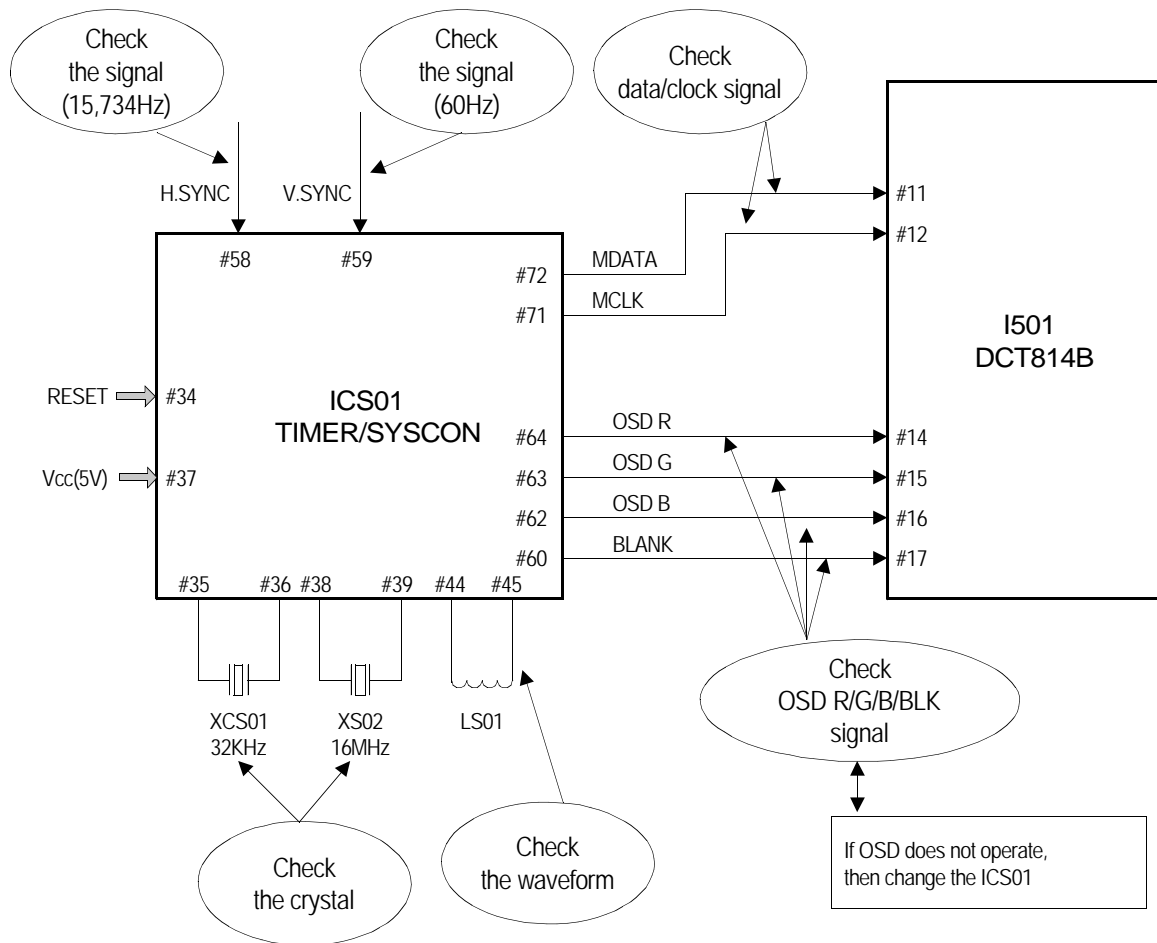 Check
the signal
(15,734Hz)
Check
the signal
(60Hz)
Check
data/clock signal
H.SYNC
V.SYNC
#58
#59
#72
MDATA
#71
MCLK
#11
#12
I501
DCT814B
RESET
#34
Vcc(5V)
#37
ICS01
TIMER/SYSCON
#64
OSD R
#14
#63
OSD G
#15
#62
OSD B
#16
#60
BLANK
#17
#35
#36
#38
#39
#44
#45
XCS01
32KHz
XS02
16MHz
LS01
Check
OSD R/G/B/BLK
signal
Check
the crystal
Check
the waveform
If OSD does not operate,
then change the ICS01